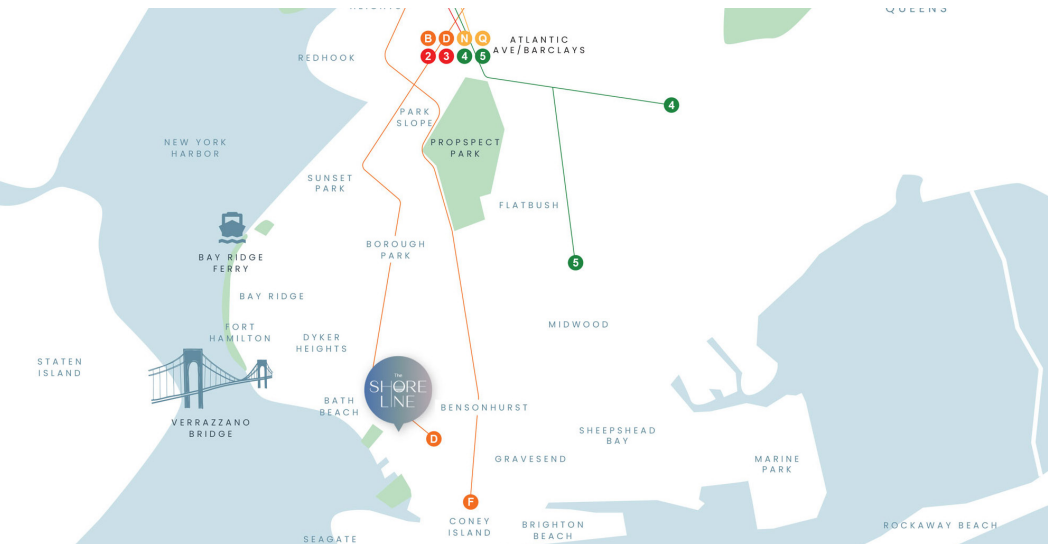 HEIGHTS
QUEENS
B D N Q
2 3 4 5
ATLANTIC
AVE/BARCLAYS
REDHOOK
4
PARK
SLOPE
NEW YORK
HARBOR
PROPSPECT
PARK
SUNSET
PARK
FLATBUSH
BOROUGH
PARK
BAY RIDGE
FERRY
5
BAY RIDGE
FORT
HAMILTON
DYKER
HEIGHTS
MIDWOOD
STATEN
ISLAND
The
SHORE
LINE
BATH
BEACH
BENSONHURST
VERRAZZANO
BRIDGE
D
SHEEPSHEAD
BAY
GRAVESEND
MARINE
PARK
F
CONEY
ISLAND
BRIGHTON
BEACH
ROCKAWAY BEACH
SEAGATE